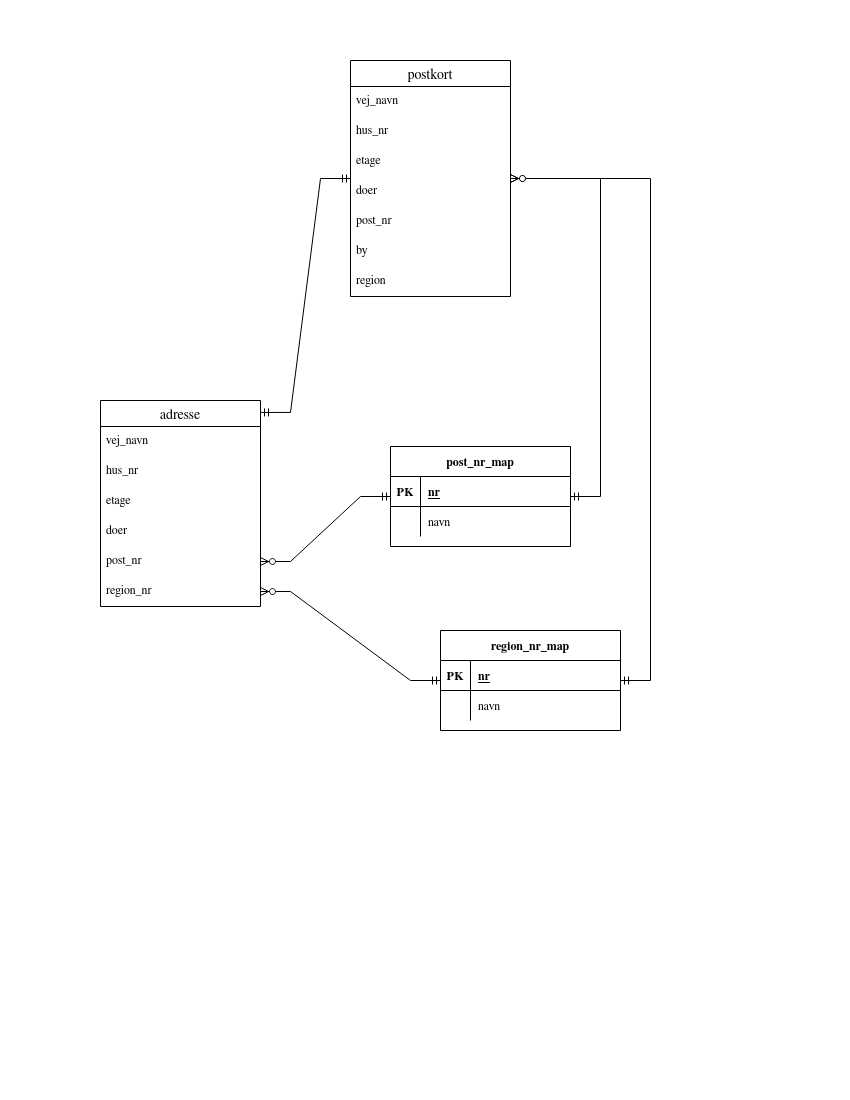 postkort
vej_navn
hus_nr
etage
doer
post_nr
by
region
adresse
vej_navn
hus_nr
etage
doer
post_nr
region_nr
post_nr_map
PK nr
navn
region_nr_map
PK nr
navn